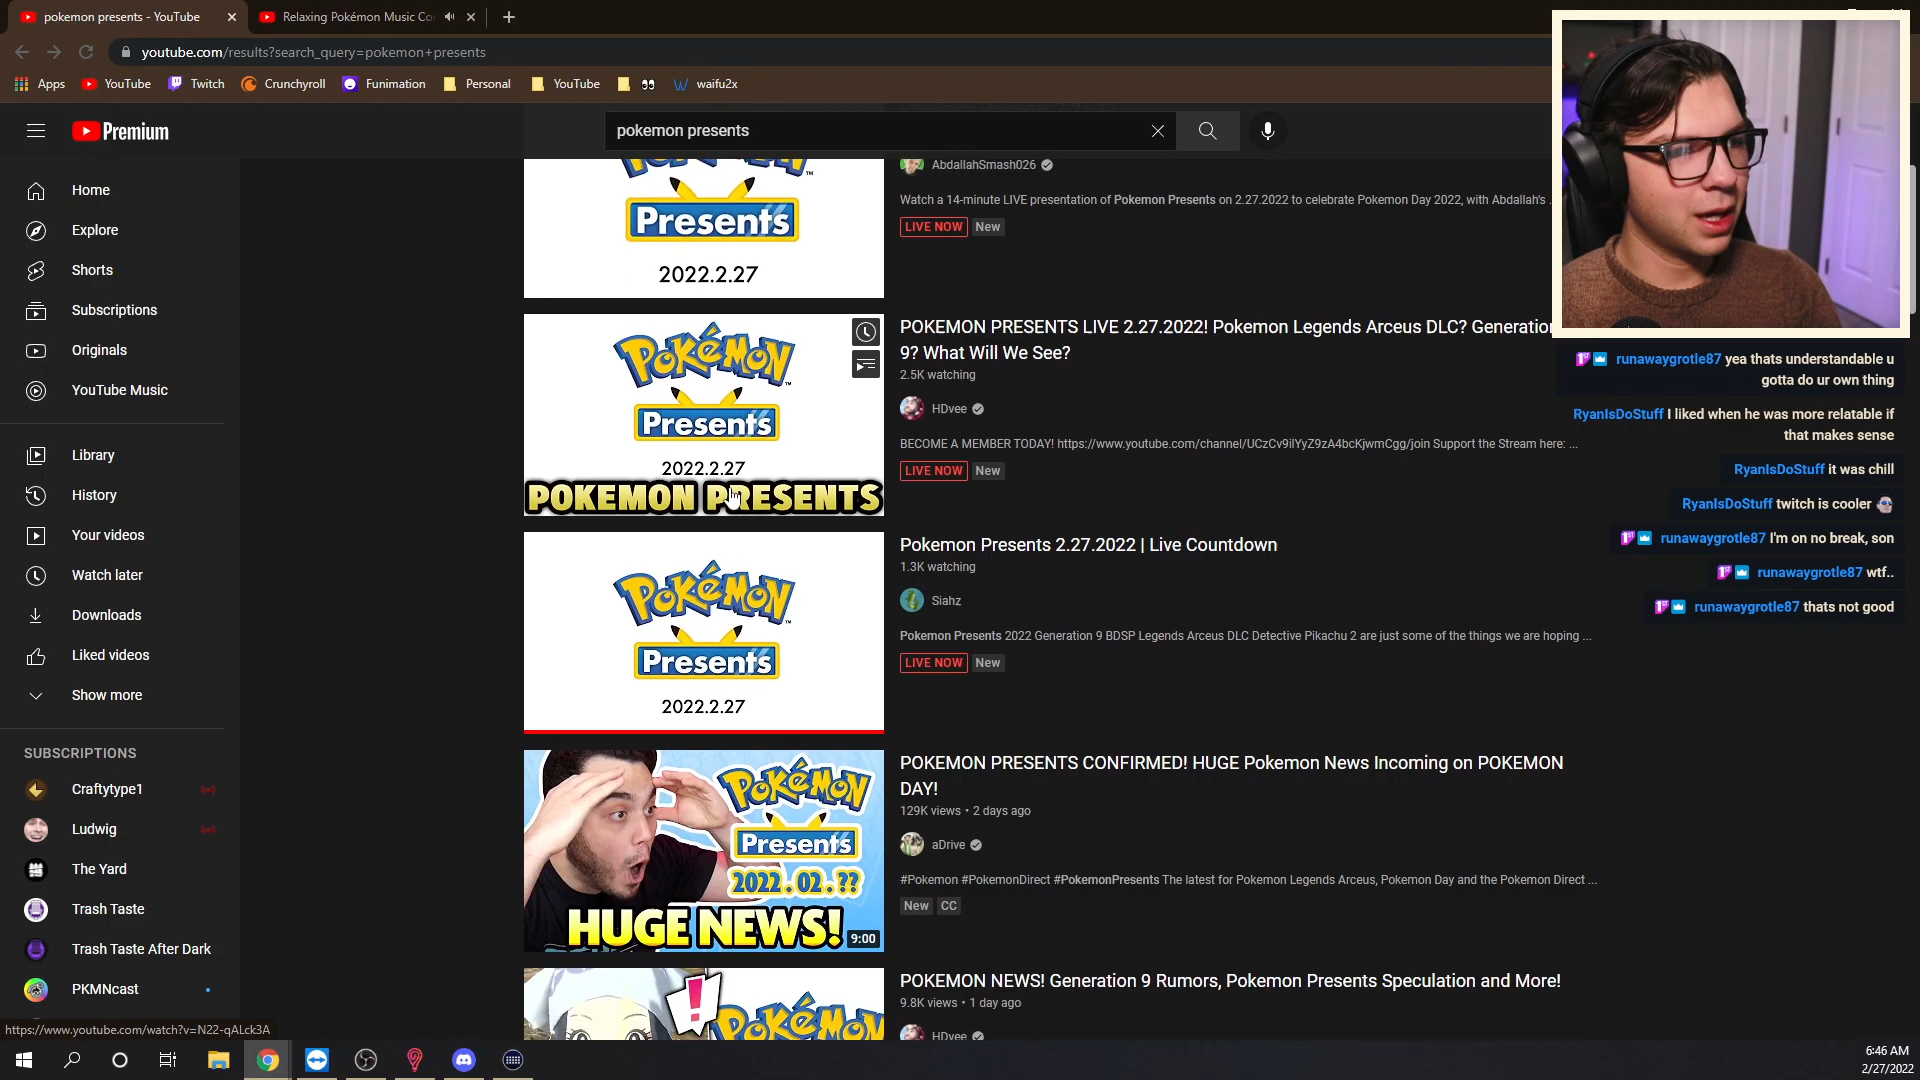 pokemon presents - YouTube
Relaxing Pokémon Music Co
youtube.com/results?search_query=pokemon+presents
Apps
YouTube
Twitch
Crunchyroll
Funimation
Personal
YouTube
waifu2x
Premium
pokemon presents
Home
Explore
Shorts
Subscriptions
Originals
YouTube Music
Library
History
Your videos
Watch later
Downloads
Liked videos
Show more
SUBSCRIPTIONS
Craftytype1
Ludwig
The Yard
Trash Taste
Trash Taste After Dark
PKMNcast
https://www.youtube.com/watch?v=N22-qALck3A
Presents
2022.2.27
AbdallahSmash026
Watch a 14-minute LIVE presentation of Pokemon Presents on 2.27.2022 to celebrate Pokemon Day 2022, with Abdallah's
LIVE NOW New
POKÉMON
Presents
2022.2.27
POKEMON PRESENTS
POKEMON PRESENTS LIVE 2.27.2022! Pokemon Legends Arceus DLC? Generation
9? What Will We See?
2.5K watching
HDvee
BECOME A MEMBER TODAY! https://www.youtube.com/channel/UCzCv9ilYyZ9zA4bcKjwmCgg/join Support the Stream here: ...
LIVE NOW New
POKÉMON
Presents
2022.2.27
Pokemon Presents 2.27.2022 | Live Countdown
1.3K watching
Siahz
Pokemon Presents 2022 Generation 9 BDSP Legends Arceus DLC Detective Pikachu 2 are just some of the things we are hoping ...
LIVE NOW New
POKÉMON
Presents
2022.02.??
HUGE NEWS!
9:00
POKEMON PRESENTS CONFIRMED! HUGE Pokemon News Incoming on POKEMON
DAY!
129K views • 2 days ago
aDrive
#Pokemon #PokemonDirect #PokemonPresents The latest for Pokemon Legends Arceus, Pokemon Day and the Pokemon Direct ...
New CC
POKÉMON
POKEMON NEWS! Generation 9 Rumors, Pokemon Presents Speculation and More!
9.8K views • 1 day ago
HDvee
runawaygrotle87 yea thats understandable u
gotta do ur own thing
RyanIsDoStuff I liked when he was more relatable if
that makes sense
RyanIsDoStuff it was chill
RyanIsDoStuff twitch is cooler
runawaygrotle87 I'm on no break, son
runawaygrotle87 wtf..
runawaygrotle87 thats not good
6:46 AM
2/27/2022